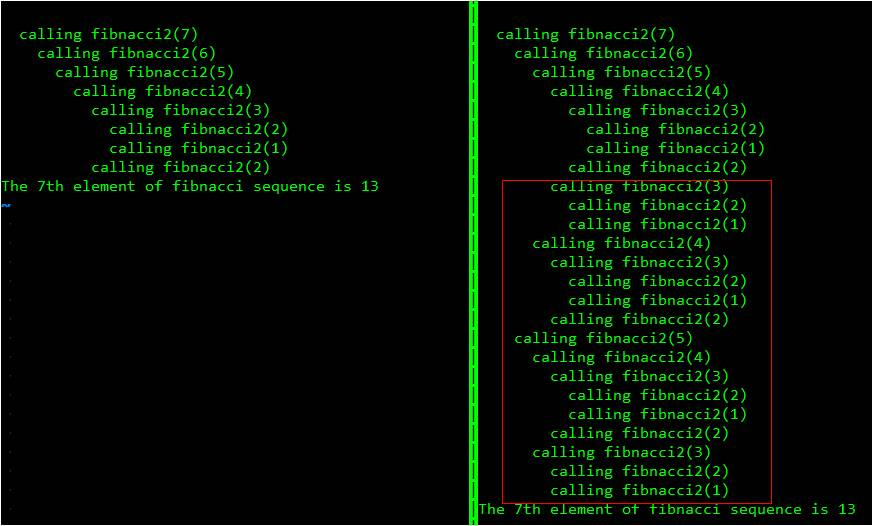 calling fibnacci2(7)
calling fibnacci2(6)
calling fibnacci2(5)
calling fibnacci2(4)
calling fibnacci2(3)
calling fibnacci2(2)
calling fibnacci2(1)
calling fibnacci2(2)
The 7th element of fibnacci sequence is 13
~
calling fibnacci2(7)
calling fibnacci2(6)
calling fibnacci2(5)
calling fibnacci2(4)
calling fibnacci2(3)
calling fibnacci2(2)
calling fibnacci2(1)
calling fibnacci2(2)
calling fibnacci2(3)
calling fibnacci2(2)
calling fibnacci2(1)
calling fibnacci2(4)
calling fibnacci2(3)
calling fibnacci2(2)
calling fibnacci2(1)
calling fibnacci2(2)
calling fibnacci2(5)
calling fibnacci2(4)
calling fibnacci2(3)
calling fibnacci2(2)
calling fibnacci2(1)
calling fibnacci2(2)
calling fibnacci2(3)
calling fibnacci2(2)
calling fibnacci2(1)
The 7th element of fibnacci sequence is 13